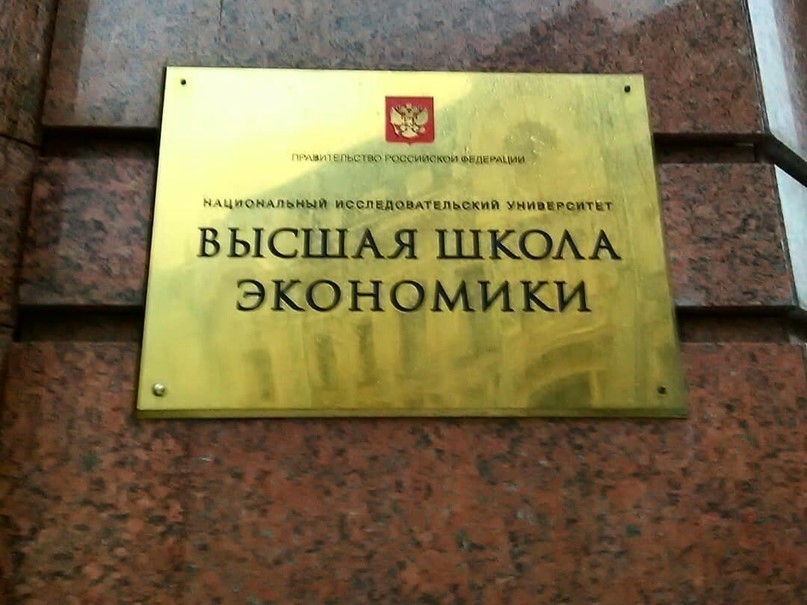 ПРАВИТЕЛЬСТВО РОССИЙСКОЙ ФЕДЕРАЦИИ
НАЦИОНАЛЬНЫЙ ИССЛЕДОВАТЕЛЬСКИЙ УНИВЕРСИТЕТ
ВЫСШАЯ ШКОЛА
ЭКОНОМИКИ